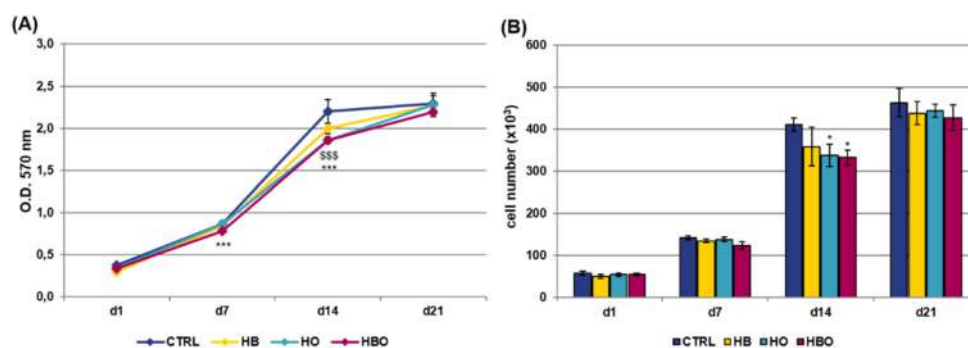 (A)
3,0
2,5
2,0
1,5
1,0
0,5
0,0
O.D. 570 nm
$$$
***
***
d1 d7 d14 d21
CTRL HB HO HBO
(B)
600
500
400
300
200
100
0
cell number (x10³)
* *
d1 d7 d14 d21
CTRL HB HO HBO